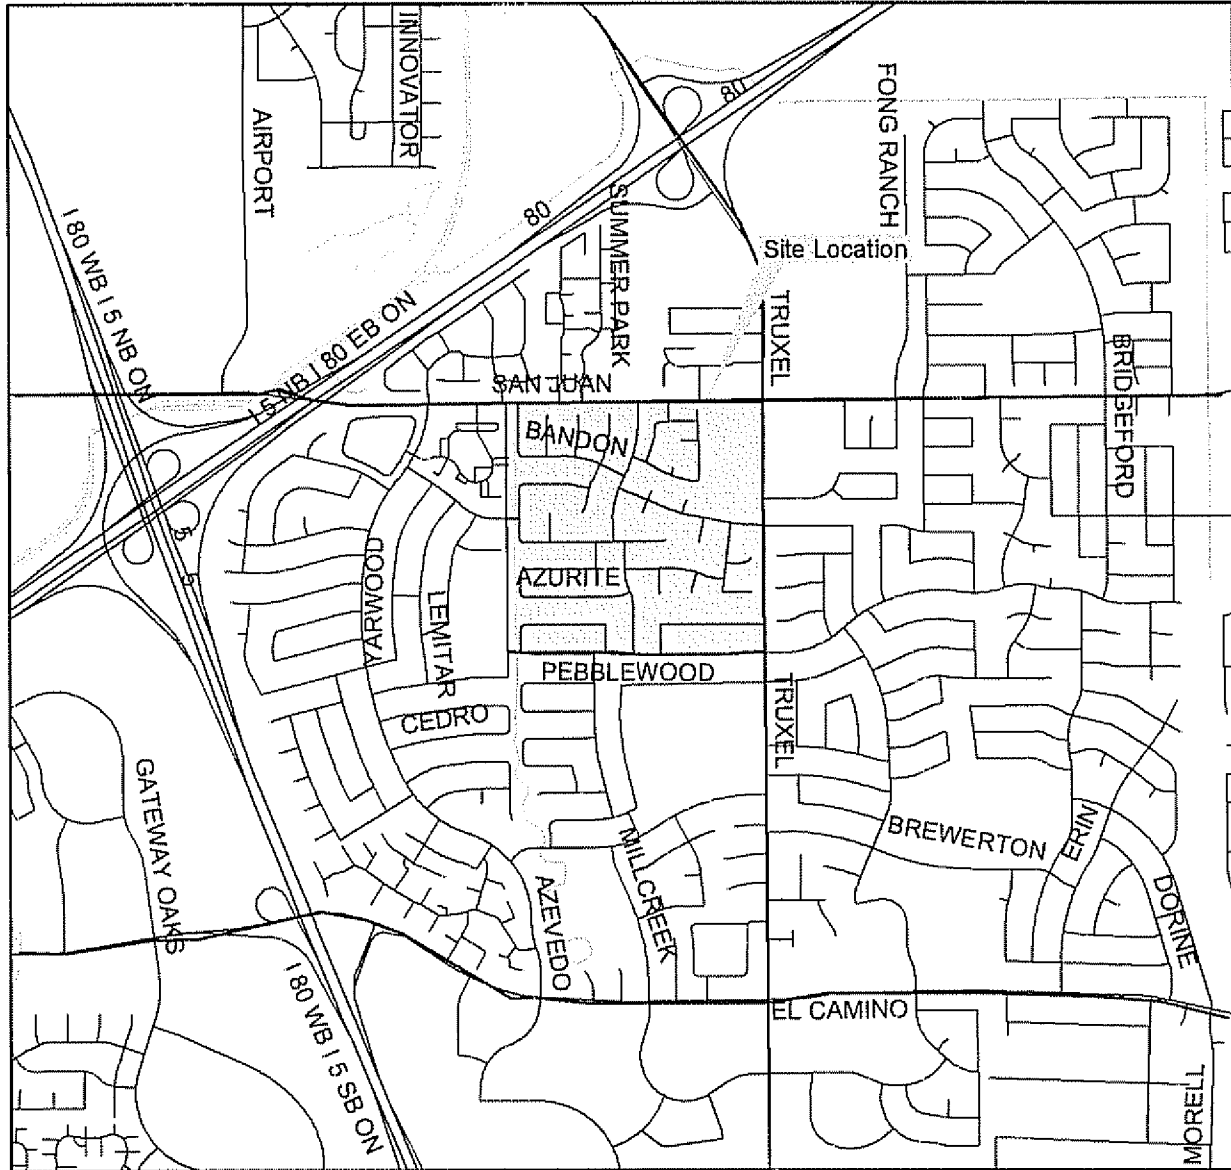 INNOVATOR
AIRPORT
80
FONG RANCH
I 80 WB I 5 NB ON
80
SUMMER PARK
Site Location
I 5 NB I 80 EB ON
TRUXEL
BRIDGEFORD
SAN JUAN
BANDON
5
5
YARWOOD
LEMITAR
AZURITE
PEBBLEWOOD
CEDRO
TRUXEL
GATEWAY OAKS
BREWERTON
ERIN
MILLCREEK
AZEVEDO
DORINE
EL CAMINO
I 80 WB I 5 SB ON
MORELL